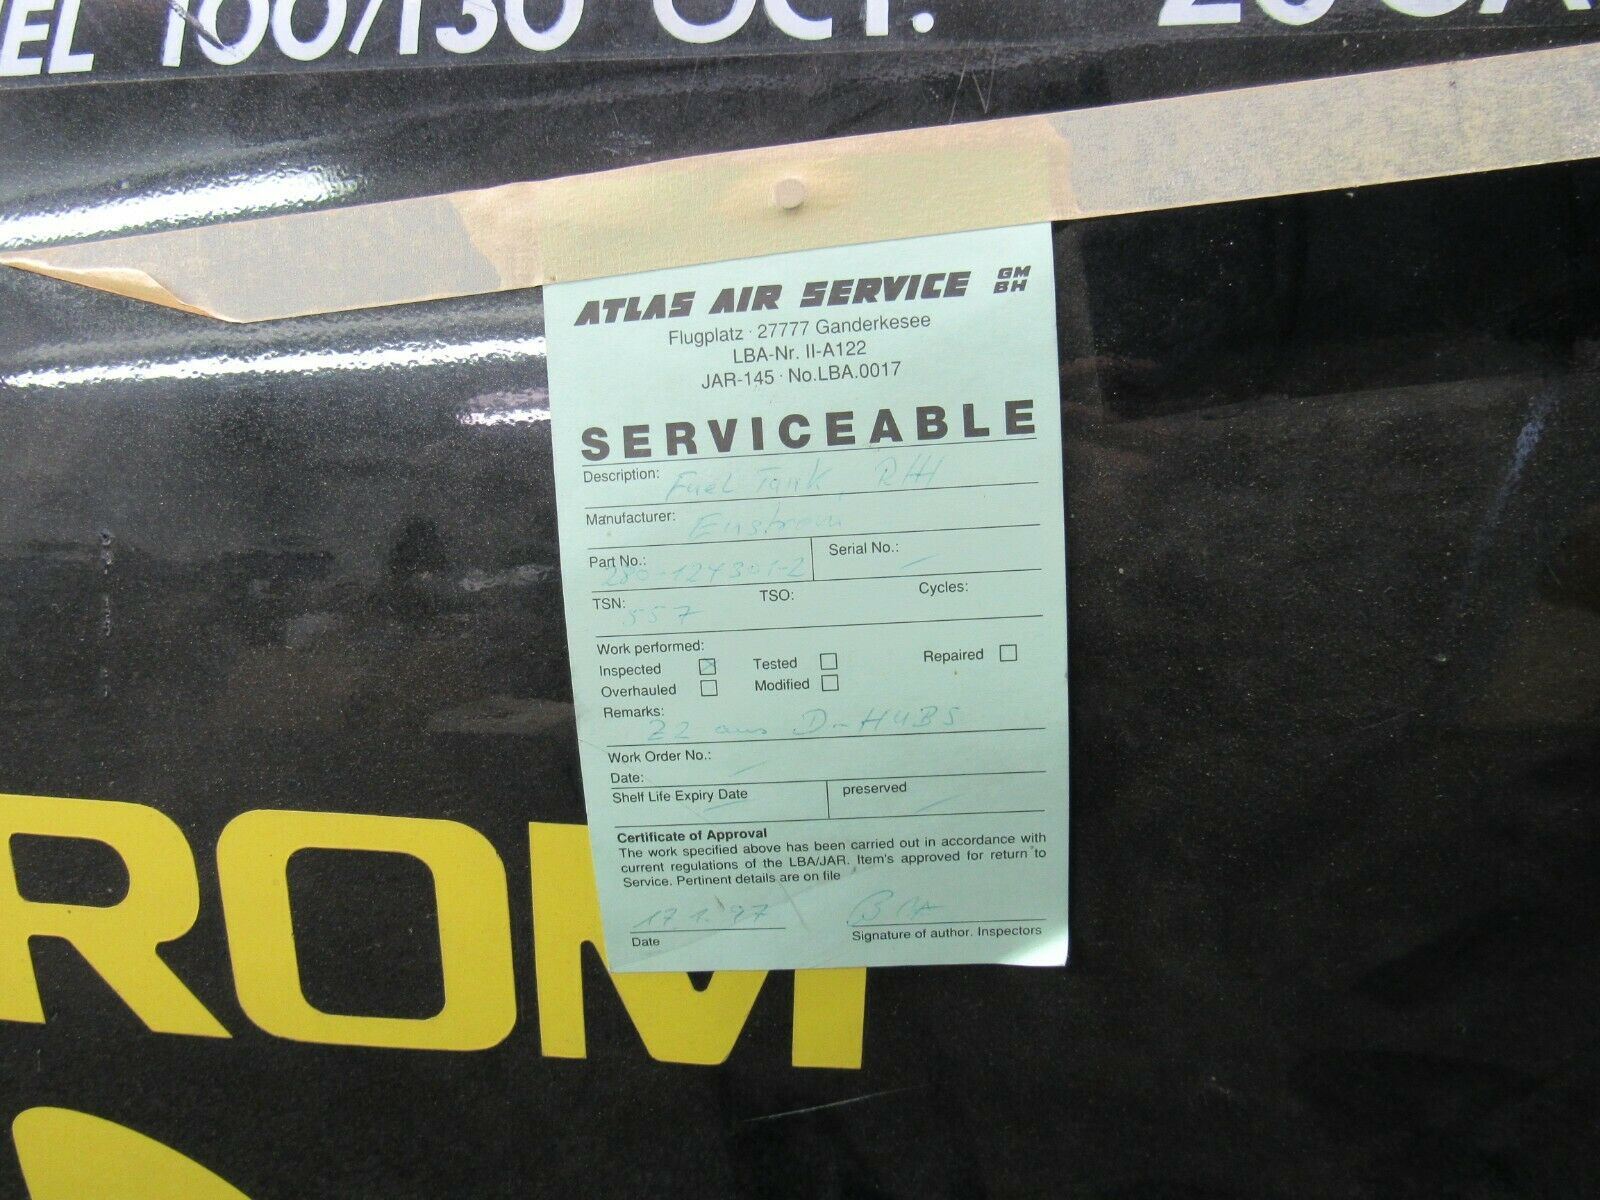 EL 100/130 OCT.
ATLAS AIR SERVICE GM BH
Flugplatz · 27777 Ganderkesee
LBA-Nr. II-A122
JAR-145 · No.LBA.0017
SERVICEABLE
Description: Fuel Tank, RH
Manufacturer: Enstrom
Part No.: 280-124301-2 Serial No.: –
TSN: 557 TSO: Cycles:
Work performed:
Inspected Tested Repaired
Overhauled Modified
Remarks: aus D-HUBS
Work Order No.:
Date: –
Shelf Life Expiry Date – preserved –
Certificate of Approval
The work specified above has been carried out in accordance with
current regulations of the LBA/JAR. Item's approved for return to
Service. Pertinent details are on file
17.1.97
Date Signature of author. Inspectors
ROM